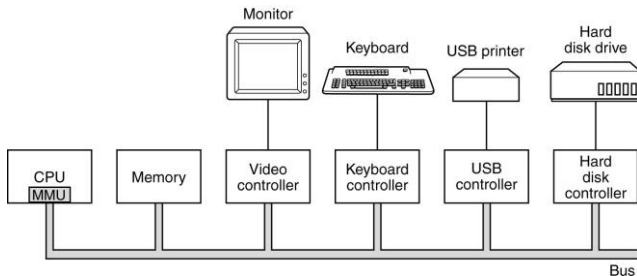 Monitor
Keyboard
USB printer
Hard
disk drive
CPU
MMU
Memory
Video
controller
Keyboard
controller
USB
controller
Hard
disk
controller
Bus